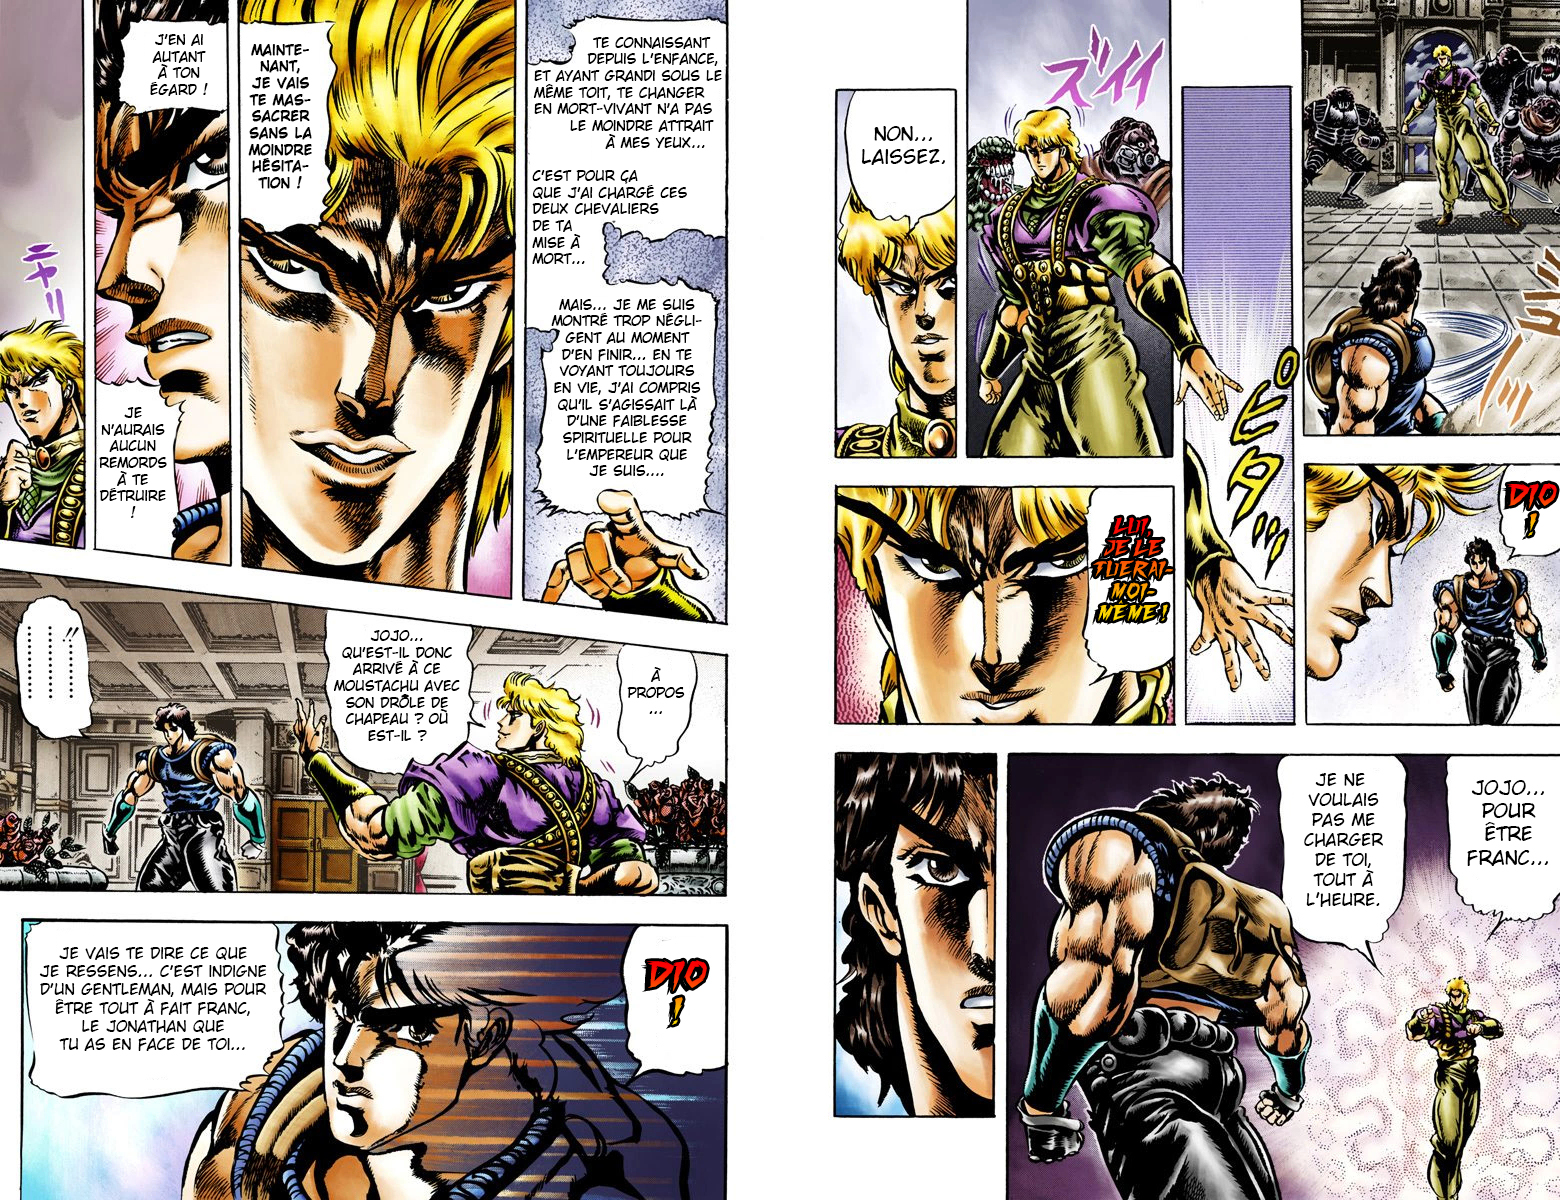 ズイイ
NON...
LAISSEZ.
DIO
!
LUI,
JE LE
TUERAI-
MOI-
MÊME !
JOJO...
POUR
ÊTRE
FRANC...
JE NE
VOULAIS
PAS ME
CHARGER
DE TOI,
TOUT À
L'HEURE.
TE CONNAISSANT
DEPUIS L'ENFANCE,
ET AYANT GRANDI SOUS LE
MÊME TOIT, TE CHANGER
EN MORT-VIVANT N'A PAS
LE MOINDRE ATTRAIT
À MES YEUX...
C'EST POUR ÇA
QUE J'AI CHARGÉ CES
DEUX CHEVALIERS
DE TA
MISE À
MORT...
MAIS... JE ME SUIS
MONTRÉ TROP NÉGLI-
GENT AU MOMENT
D'EN FINIR... EN TE
VOYANT TOUJOURS
EN VIE, J'AI COMPRIS
QU'IL S'AGISSAIT LÀ
D'UNE FAIBLESSE
SPIRITUELLE POUR
L'EMPEREUR QUE
JE SUIS....
MAINTE-
NANT,
JE VAIS
TE MAS-
SACRER
SANS LA
MOINDRE
HÉSITA-
TION !
J'EN AI
AUTANT
À TON
ÉGARD !
JE
N'AURAIS
AUCUN
REMORDS
À TE
DÉTRUIRE
!
ニヤリ
À
PROPOS
...
JOJO...
QU'EST-IL DONC
ARRIVÉ À CE
MOUSTACHU AVEC
SON DRÔLE DE
CHAPEAU ? OÙ
EST-IL ?
!!
DIO
!
JE VAIS TE DIRE CE QUE
JE RESSENS... C'EST INDIGNE
D'UN GENTLEMAN, MAIS POUR
ÊTRE TOUT À FAIT FRANC,
LE JONATHAN QUE
TU AS EN FACE DE TOI...